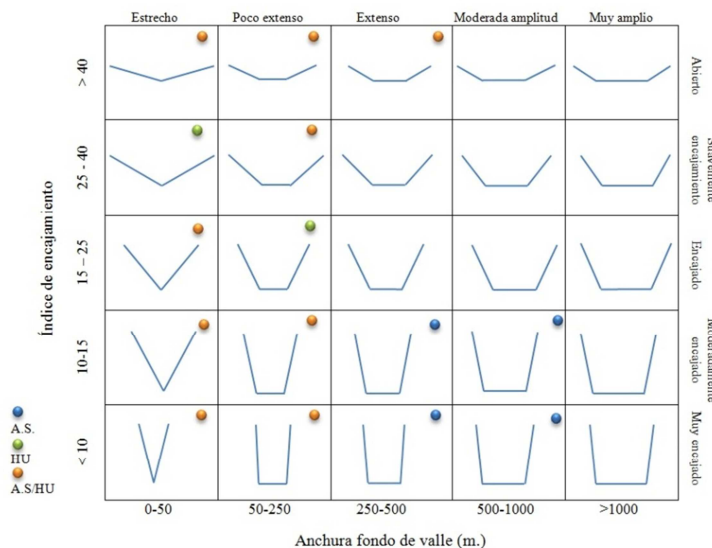 Estrecho
Poco extenso
Extenso
Moderada amplitud
Muy amplio
Índice de encajamiento
> 40
25 - 40
15 – 25
10-15
< 10
Abierto
encajamiento
Encajado
encajado
Muy encajado
A.S.
HU
A.S/HU
0-50
50-250
250-500
500-1000
>1000
Anchura fondo de valle (m.)